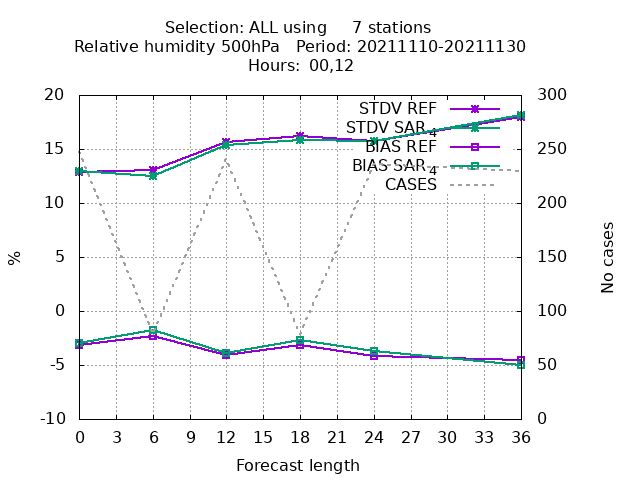 Selection: ALL using     7 stations
Relative humidity 500hPa   Period: 20211110-20211130
Hours: 00,12
20
15
10
5
0
-5
-10
%
STDV REF
STDV SAR_4
BIAS REF
BIAS SAR_4
CASES
300
250
200
150
100
50
0
No cases
0 3 6 9 12 15 18 21 24 27 30 33 36
Forecast length